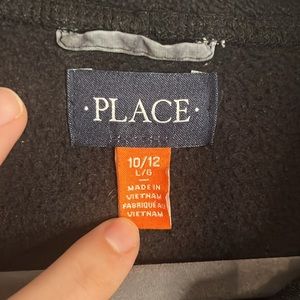 · PLACE ·
10/12
L/G
MADE IN
VIETNAM
FABRIQUÉ AU
VIETNAM